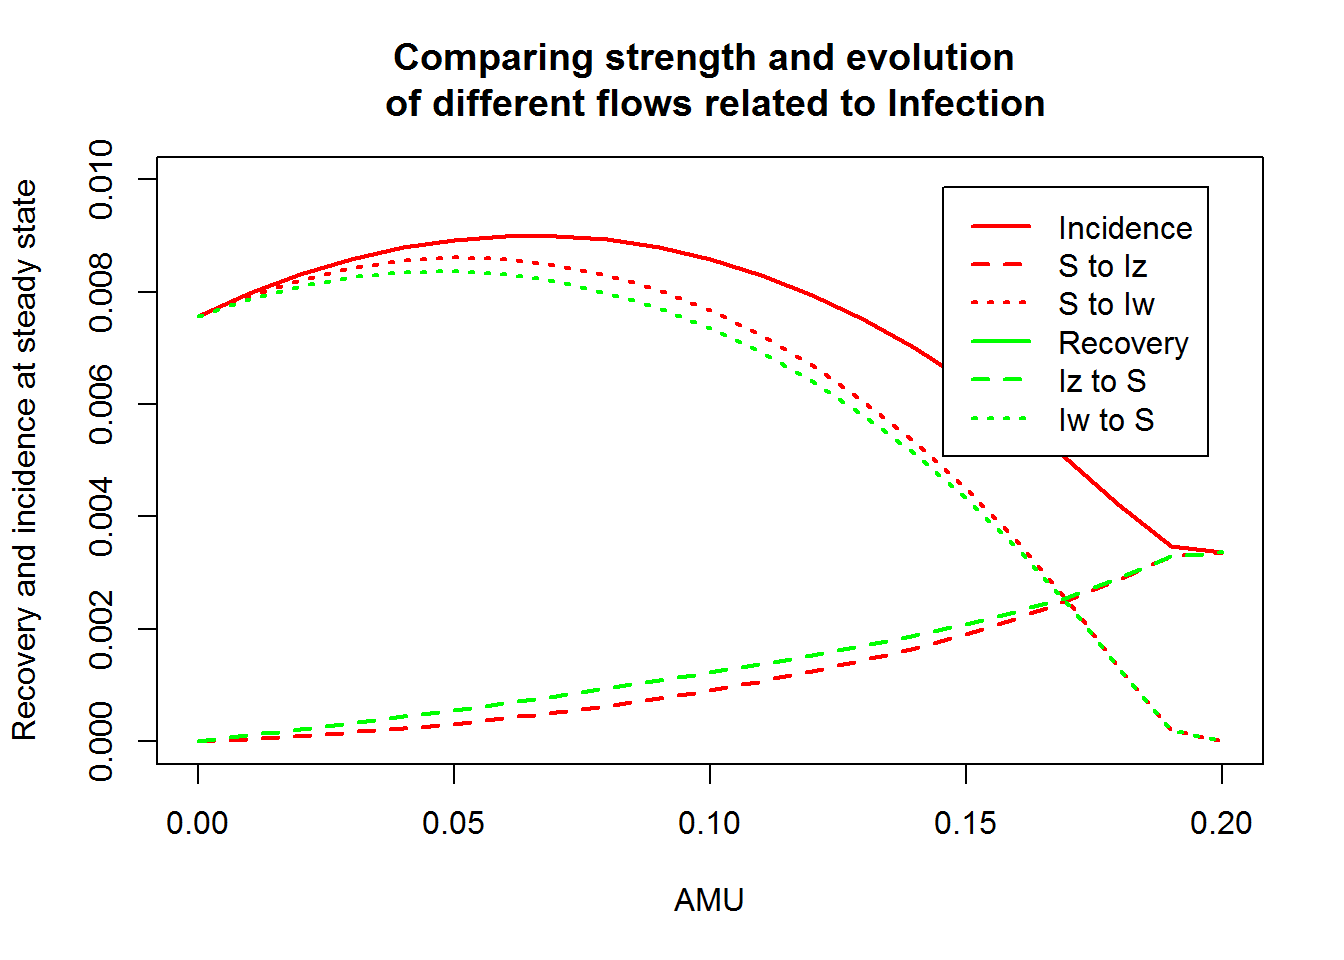 Comparing strength and evolution
of different flows related to Infection
Recovery and incidence at steady state
0.010
0.008
0.006
0.004
0.002
0.000
Incidence
S to Iz
S to Iw
Recovery
Iz to S
Iw to S
0.00 0.05 0.10 0.15 0.20
AMU